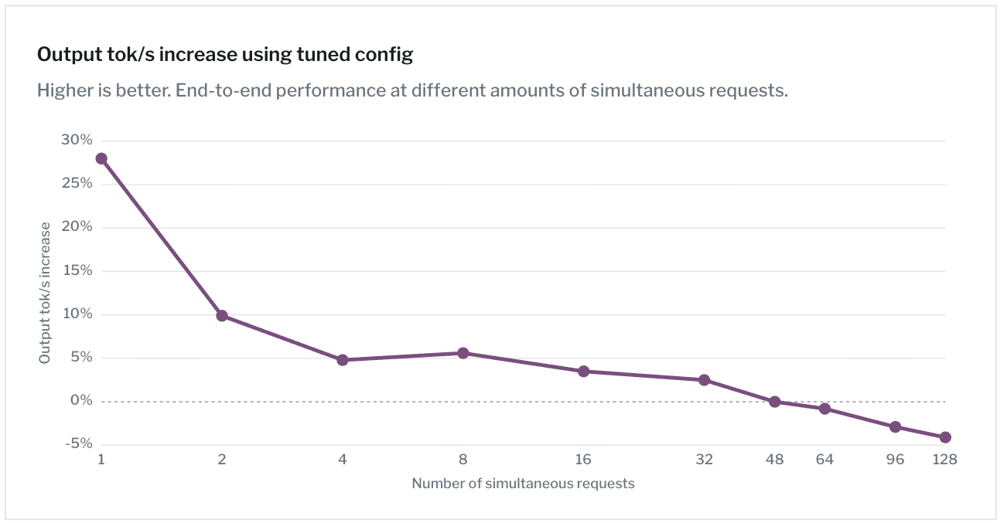 Output tok/s increase using tuned config
Higher is better. End-to-end performance at different amounts of simultaneous requests.
Output tok/s increase
30%
25%
20%
15%
10%
5%
0%
-5%
1 2 4 8 16 32 48 64 96 128
Number of simultaneous requests